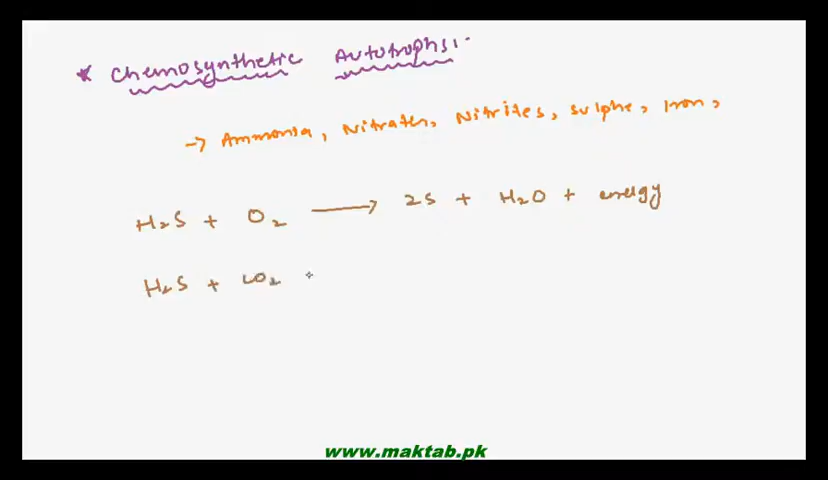 * Chemosynthetic Autotrophs:-
→ Ammonia, Nitrates, Nitrites, Sulphe, Iron,
H₂S + O₂ ⟶ 2S + H₂O + energy
H₂S + CO₂
www.maktab.pk